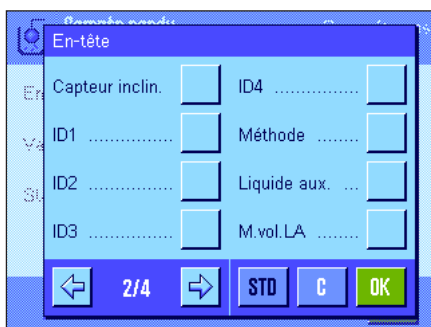 En-tête
Capteur inclin.
ID1 ................
ID2 ................
ID3 ................
ID4 ................
Méthode ........
Liquide aux. ...
M.vol.LA ........
2/4
STD
C
OK